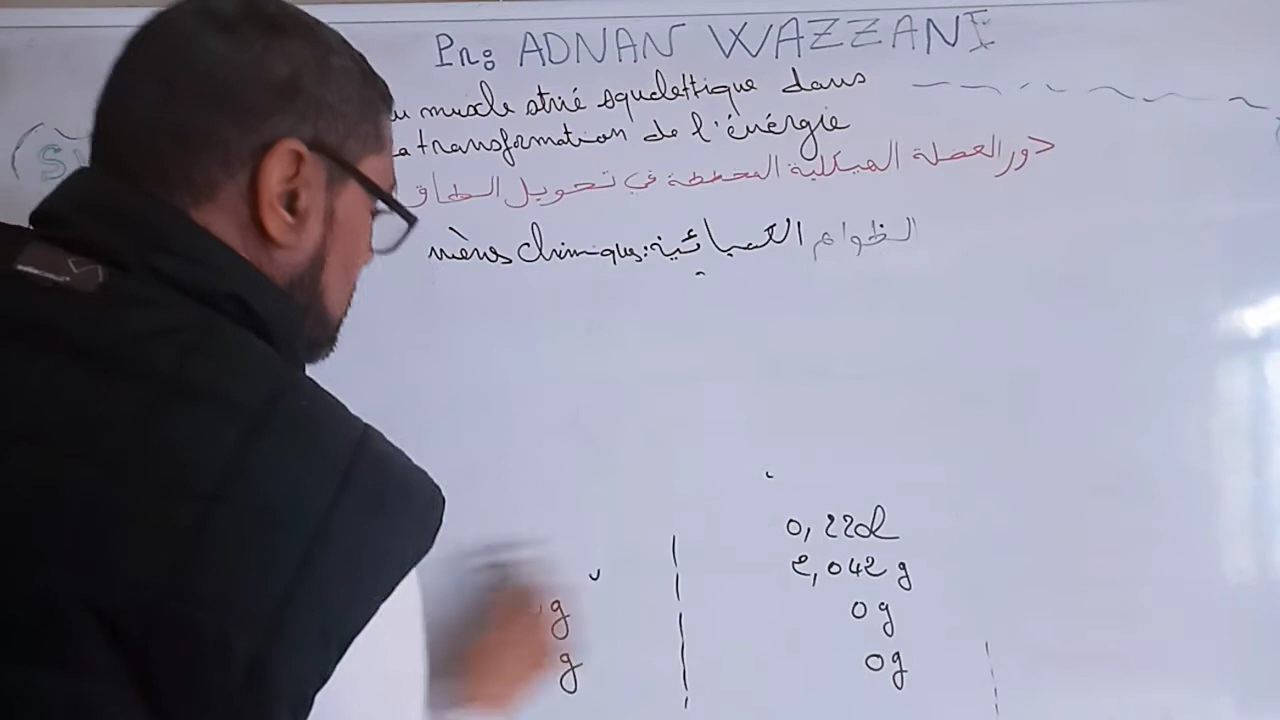 Pr: ADNAN WAZZANI
u muscle strié squelettique dans
a transformation de l'énergie
دور العضلة الهيكلية المخططة في تحويل الطاق
mènes chimiques: الظواهر الكيميائية
0,22l
2,042 g
g 0 g
g 0g